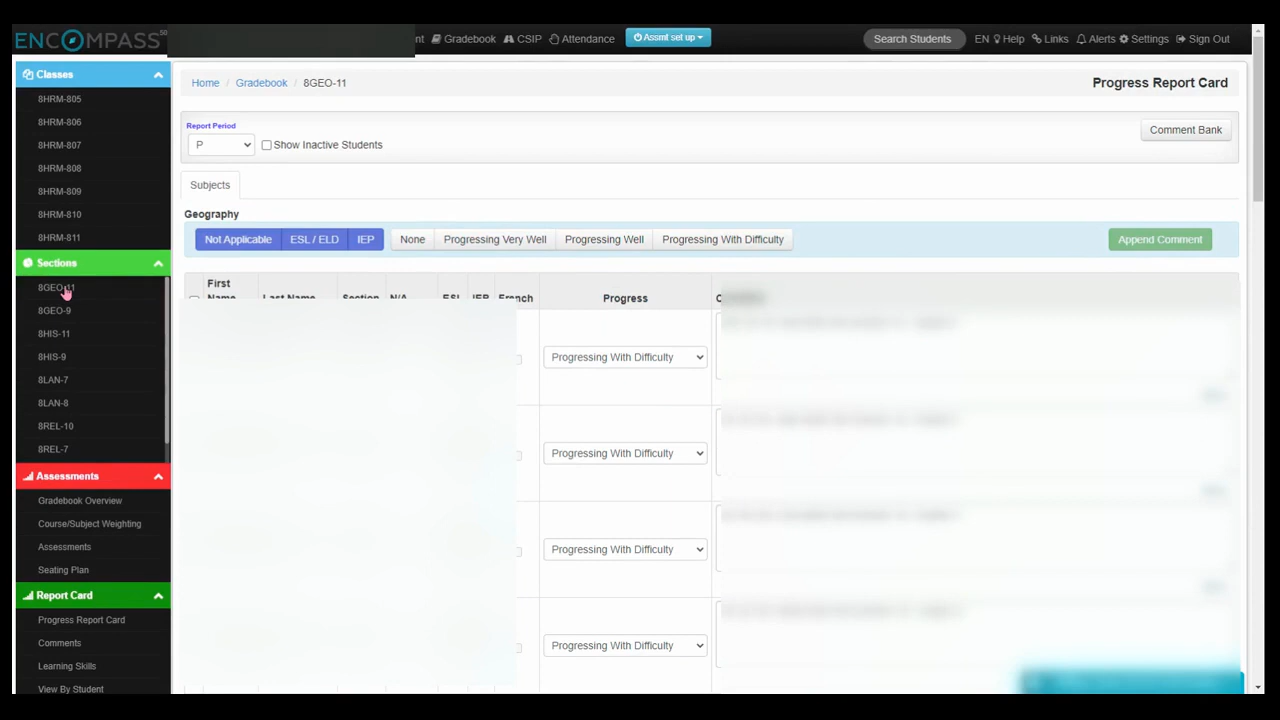 ENCOMPASS
nt Gradebook CSIP Attendance Assmt set up Search Students EN Help Links Alerts Settings Sign Out
Classes
8HRM-805
8HRM-806
8HRM-807
8HRM-808
8HRM-809
8HRM-810
8HRM-811
Sections
8GEO-11
8GEO-9
8HIS-11
8HIS-9
8LAN-7
8LAN-8
8REL-10
8REL-7
Assessments
Gradebook Overview
Course/Subject Weighting
Assessments
Seating Plan
Report Card
Progress Report Card
Comments
Learning Skills
View By Student
Home / Gradebook / 8GEO-11
Progress Report Card
Report Period
P Show Inactive Students
Comment Bank
Subjects
Geography
Not Applicable ESL / ELD IEP None Progressing Very Well Progressing Well Progressing With Difficulty Append Comment
First
Name Last Name Section N/A ESL IEP French Progress
Progressing With Difficulty
Progressing With Difficulty
Progressing With Difficulty
Progressing With Difficulty